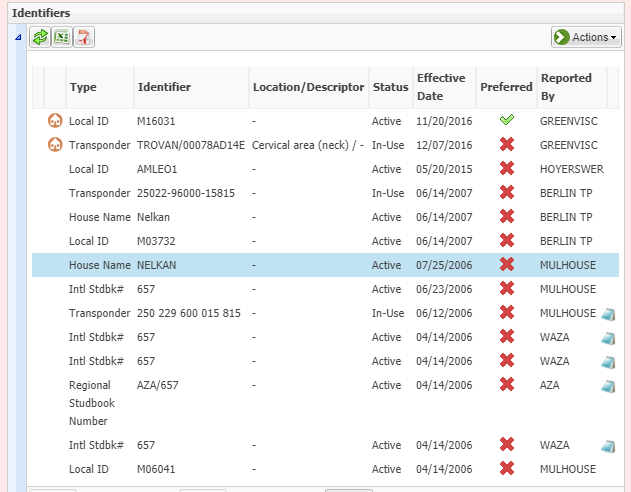 Identifiers
Actions
Type Identifier Location/Descriptor Status Effective Date Preferred Reported By
Local ID M16031 - Active 11/20/2016 GREENVISC
Transponder TROVAN/00078AD14E Cervical area (neck) / - In-Use 12/07/2016 GREENVISC
Local ID AMLEO1 - Active 05/20/2015 HOYERSWER
Transponder 25022-96000-15815 - In-Use 06/14/2007 BERLIN TP
House Name Nelkan - Active 06/14/2007 BERLIN TP
Local ID M03732 - Active 06/14/2007 BERLIN TP
House Name NELKAN - Active 07/25/2006 MULHOUSE
Intl Stdbk# 657 - Active 06/23/2006 MULHOUSE
Transponder 250 229 600 015 815 - In-Use 06/12/2006 MULHOUSE
Intl Stdbk# 657 - Active 04/14/2006 WAZA
Intl Stdbk# 657 - Active 04/14/2006 WAZA
Regional Studbook Number AZA/657 - Active 04/14/2006 AZA
Intl Stdbk# 657 - Active 04/14/2006 WAZA
Local ID M06041 - Active 04/14/2006 MULHOUSE